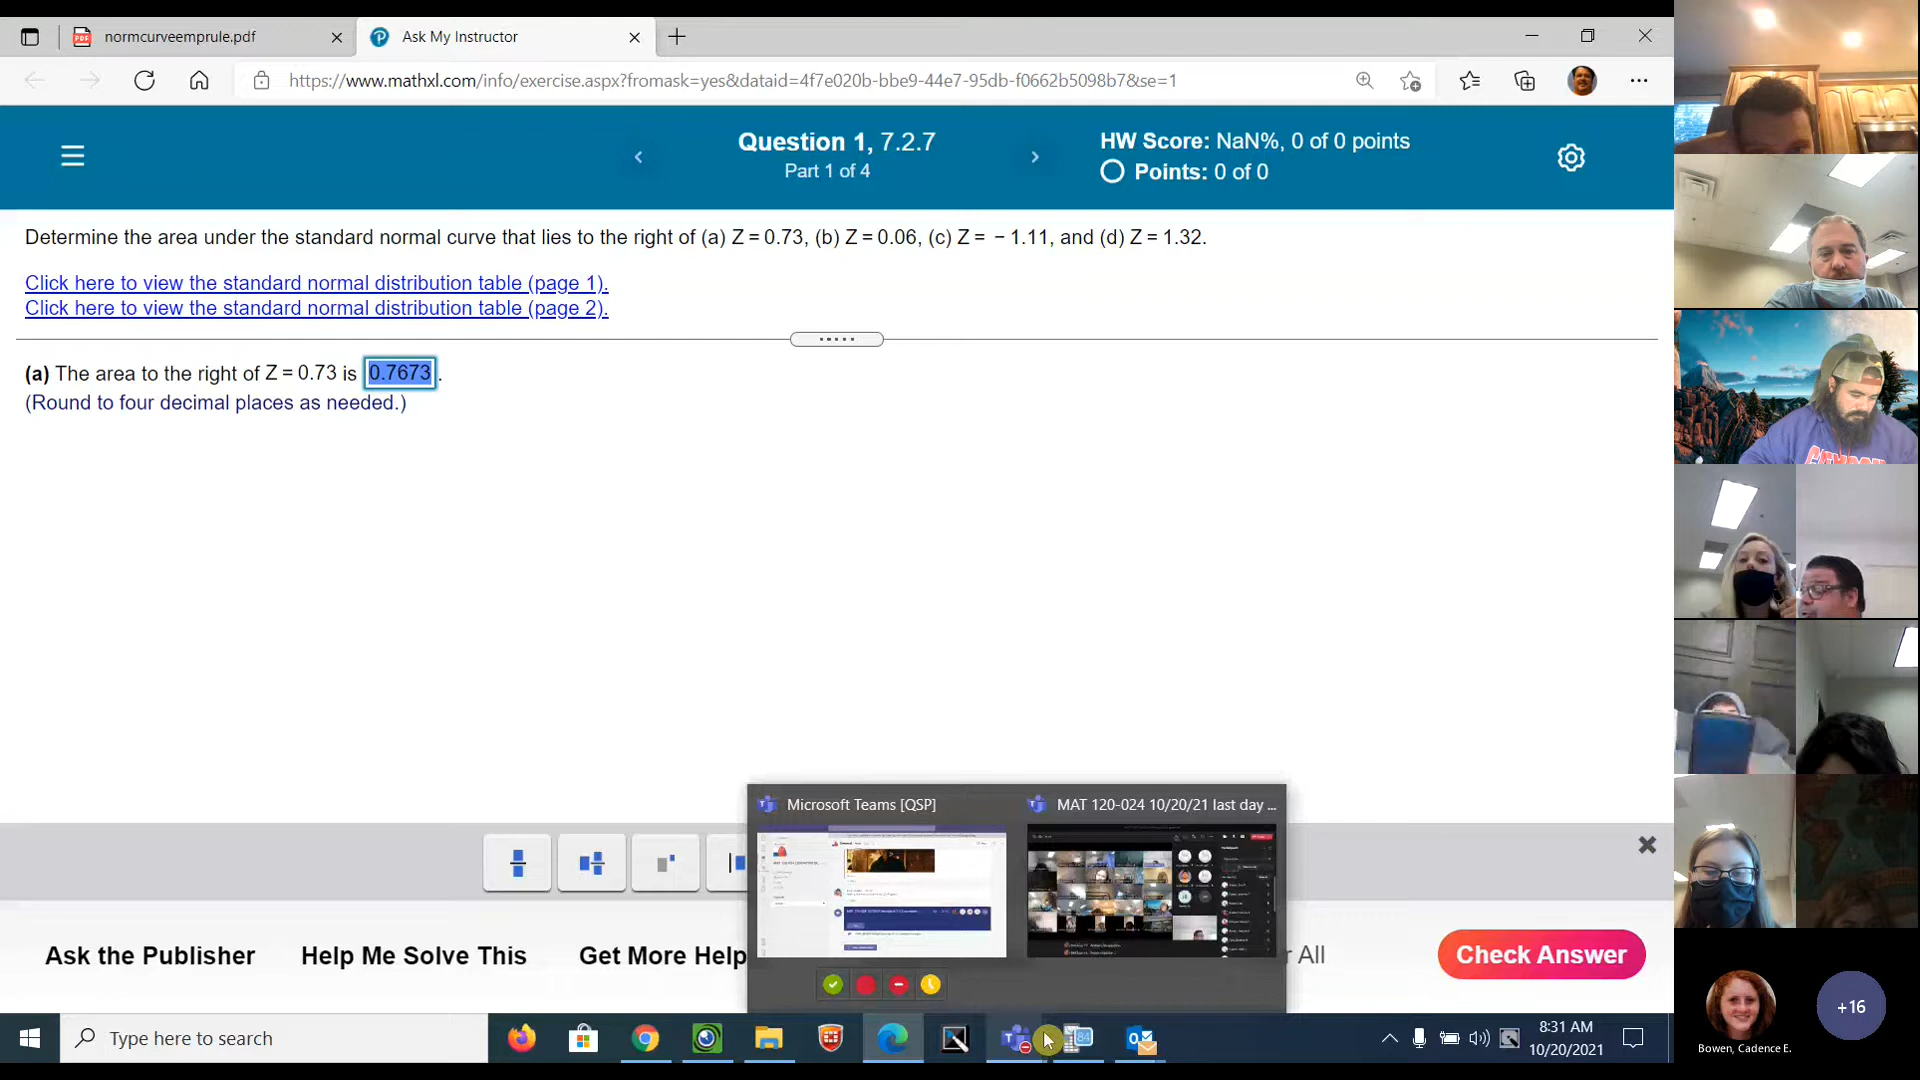 normcurveemprule.pdf
Ask My Instructor
https://www.mathxl.com/info/exercise.aspx?fromask=yes&dataid=4f7e020b-bbe9-44e7-95db-f0662b5098b7&se=1
Question 1, 7.2.7
Part 1 of 4
HW Score: NaN%, 0 of 0 points
Points: 0 of 0
Determine the area under the standard normal curve that lies to the right of (a) Z = 0.73, (b) Z = 0.06, (c) Z = − 1.11, and (d) Z = 1.32.
Click here to view the standard normal distribution table (page 1).
Click here to view the standard normal distribution table (page 2).
(a) The area to the right of Z = 0.73 is 0.7673.
(Round to four decimal places as needed.)
Microsoft Teams [QSP]
MAT 120-024 10/20/21 last day ...
Ask the Publisher
Help Me Solve This
Get More Help
All
Check Answer
+16
Bowen, Cadence E.
Type here to search
84
8:31 AM
10/20/2021